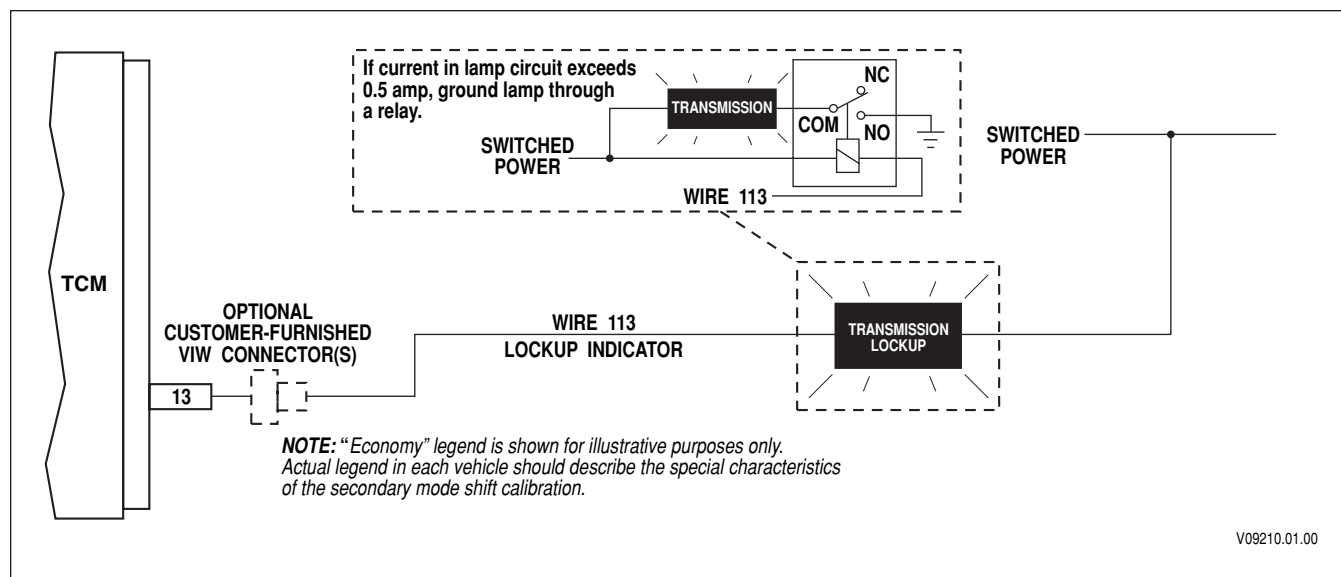 If current in lamp circuit exceeds
0.5 amp, ground lamp through
a relay.
TRANSMISSION
NC
COM
NO
SWITCHED
POWER
WIRE 113
SWITCHED
POWER
TCM
OPTIONAL
CUSTOMER-FURNISHED
VIW CONNECTOR(S)
WIRE 113
LOCKUP INDICATOR
TRANSMISSION
LOCKUP
13
NOTE: “Economy” legend is shown for illustrative purposes only.
Actual legend in each vehicle should describe the special characteristics
of the secondary mode shift calibration.
V09210.01.00